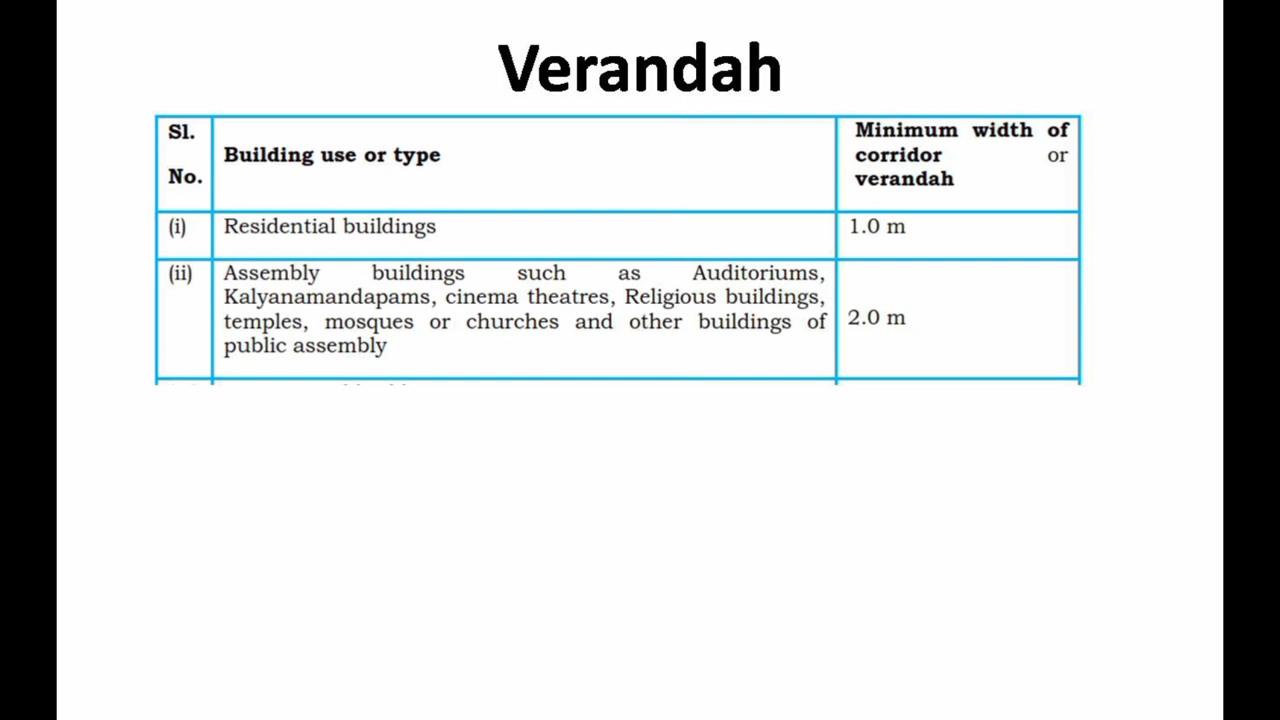 Verandah
Sl.
No.
Building use or type
Minimum width of
corridor or
verandah
(i) Residential buildings 1.0 m
(ii) Assembly buildings such as Auditoriums,
Kalyanamandapams, cinema theatres, Religious buildings,
temples, mosques or churches and other buildings of
public assembly
2.0 m